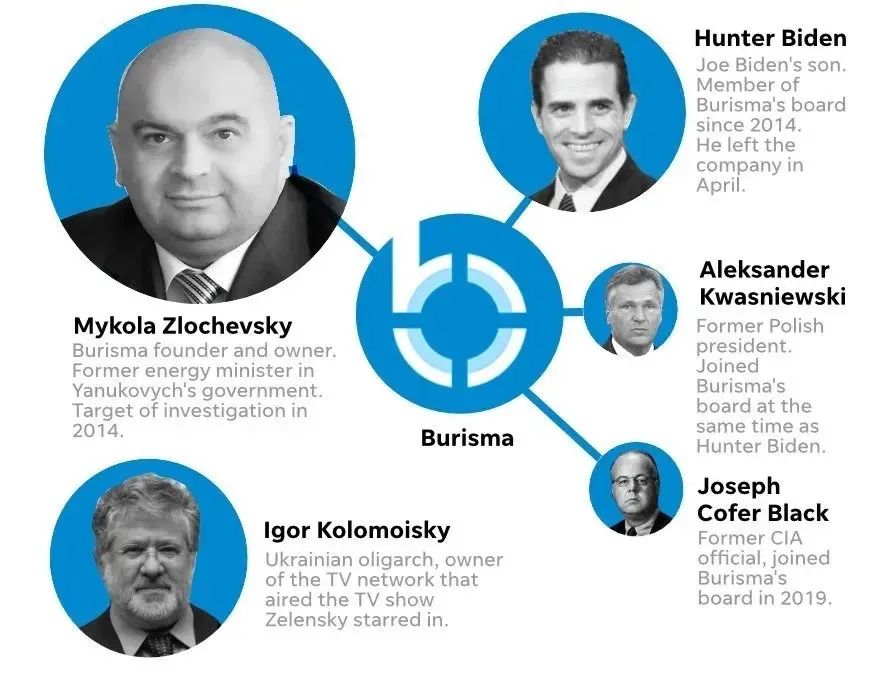 Mykola Zlochevsky
Burisma founder and owner.
Former energy minister in
Yanukovych's government.
Target of investigation in
2014.
Burisma
Hunter Biden
Joe Biden's son.
Member of
Burisma's board
since 2014.
He left the
company in
April.
Aleksander
Kwasniewski
Former Polish
president.
Joined
Burisma's
board at the
same time as
Hunter Biden.
Joseph
Cofer Black
Former CIA
official, joined
Burisma's
board in 2019.
Igor Kolomoisky
Ukrainian oligarch, owner
of the TV network that
aired the TV show
Zelensky starred in.